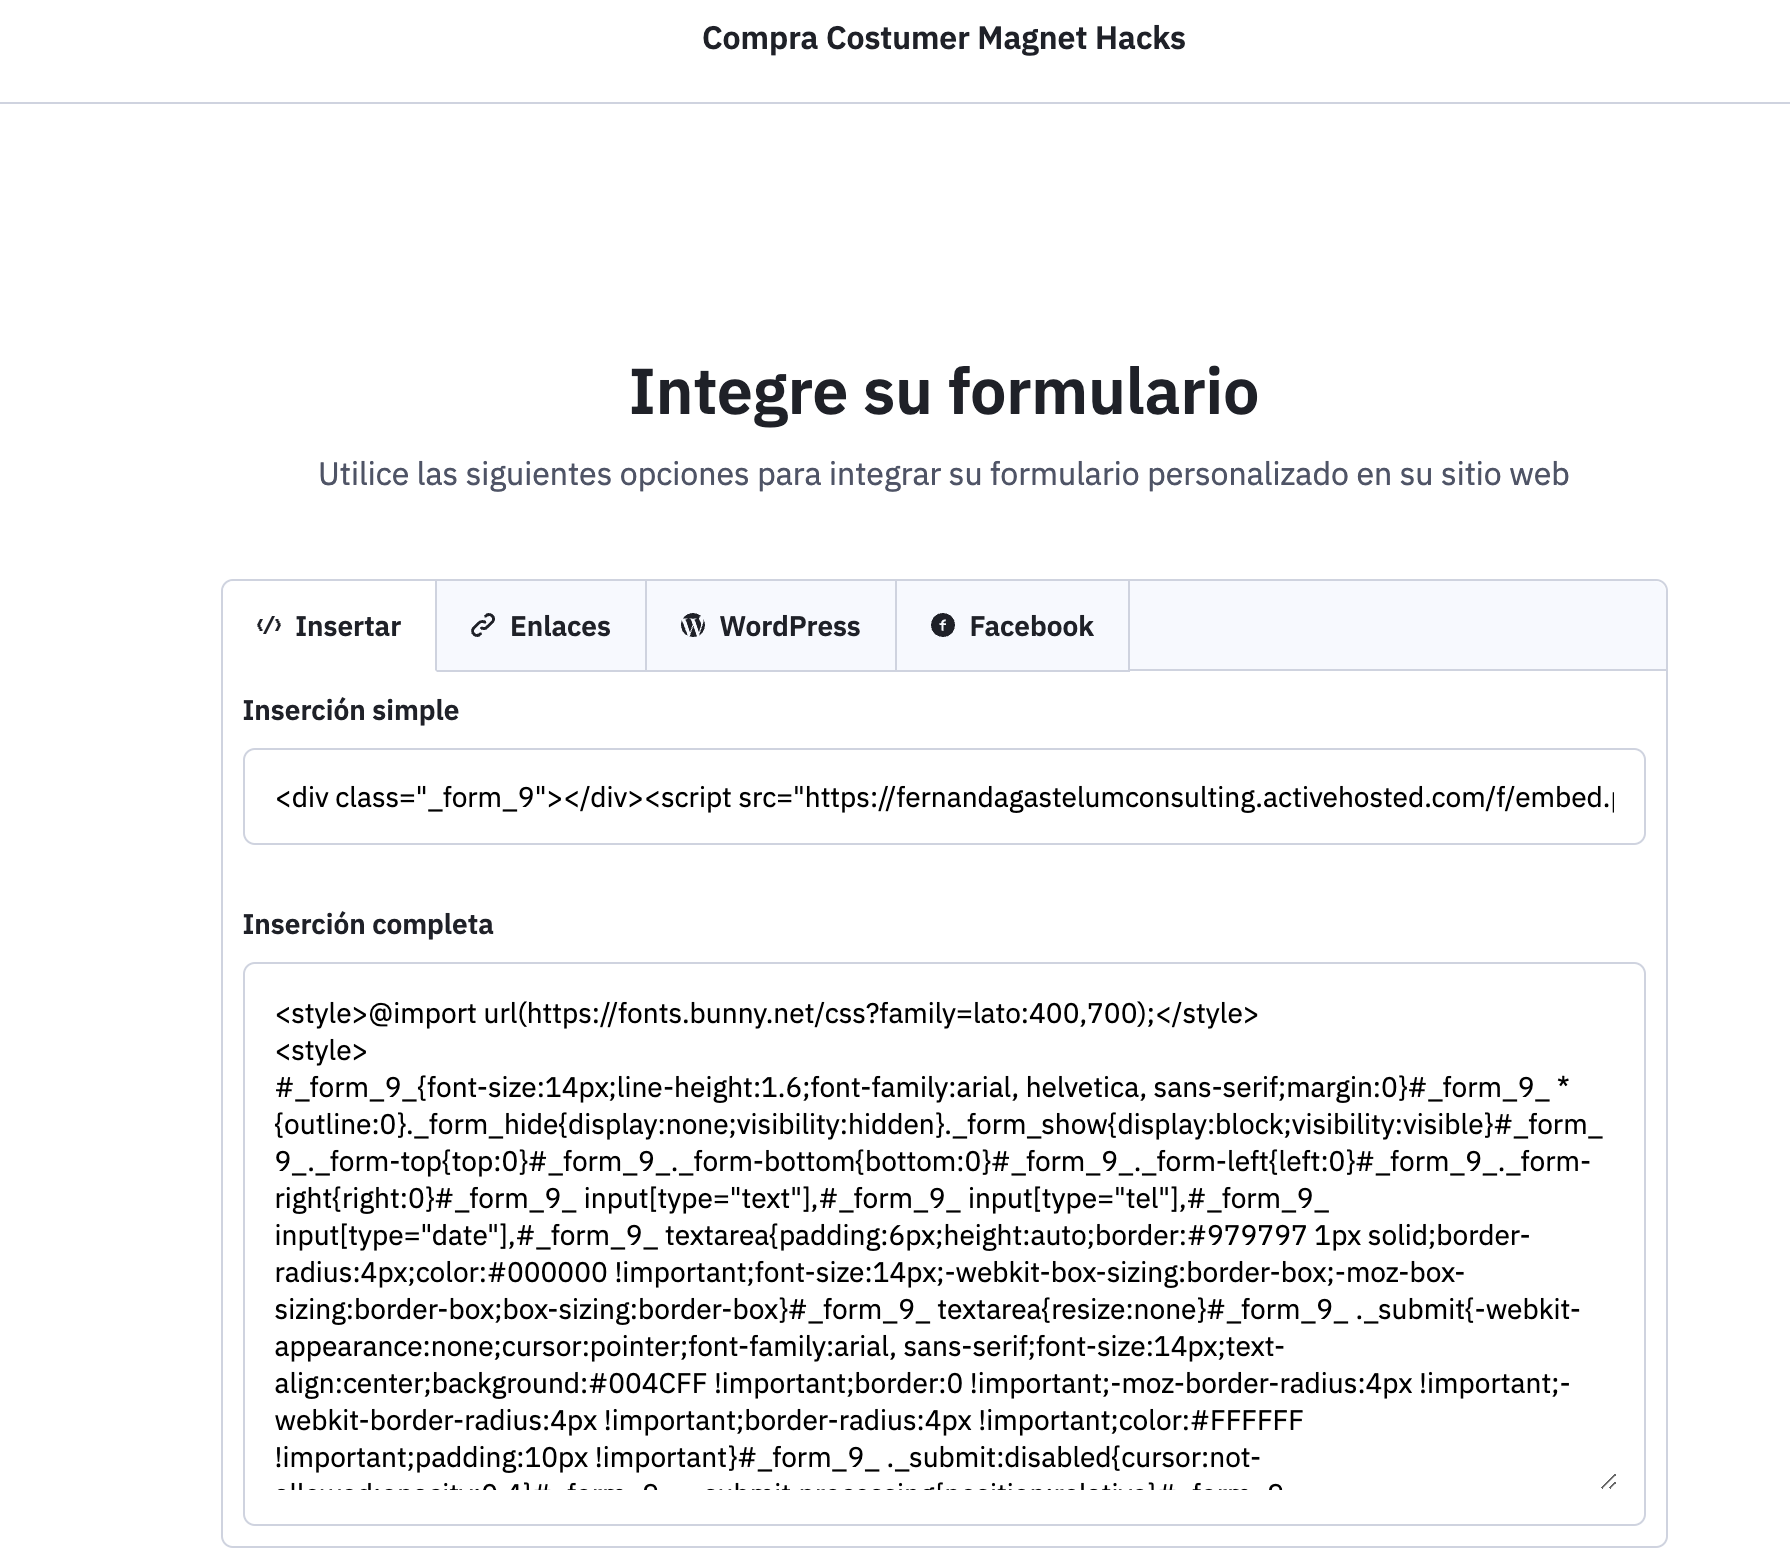 Compra Costumer Magnet Hacks
Integre su formulario
Utilice las siguientes opciones para integrar su formulario personalizado en su sitio web
Insertar Enlaces WordPress Facebook
Inserción simple
<div class="_form_9"></div><script src="https://fernandagastelumconsulting.activehosted.com/f/embed.p
Inserción completa
<style>@import url(https://fonts.bunny.net/css?family=lato:400,700);</style>
<style>
#_form_9_{font-size:14px;line-height:1.6;font-family:arial, helvetica, sans-serif;margin:0}#_form_9_ *
{outline:0}._form_hide{display:none;visibility:hidden}._form_show{display:block;visibility:visible}#_form_
9_._form-top{top:0}#_form_9_._form-bottom{bottom:0}#_form_9_._form-left{left:0}#_form_9_._form-
right{right:0}#_form_9_ input[type="text"],#_form_9_ input[type="tel"],#_form_9_
input[type="date"],#_form_9_ textarea{padding:6px;height:auto;border:#979797 1px solid;border-
radius:4px;color:#000000 !important;font-size:14px;-webkit-box-sizing:border-box;-moz-box-
sizing:border-box;box-sizing:border-box}#_form_9_ textarea{resize:none}#_form_9_ ._submit{-webkit-
appearance:none;cursor:pointer;font-family:arial, sans-serif;font-size:14px;text-
align:center;background:#004CFF !important;border:0 !important;-moz-border-radius:4px !important;-
webkit-border-radius:4px !important;border-radius:4px !important;color:#FFFFFF
!important;padding:10px !important}#_form_9_ ._submit:disabled{cursor:not-